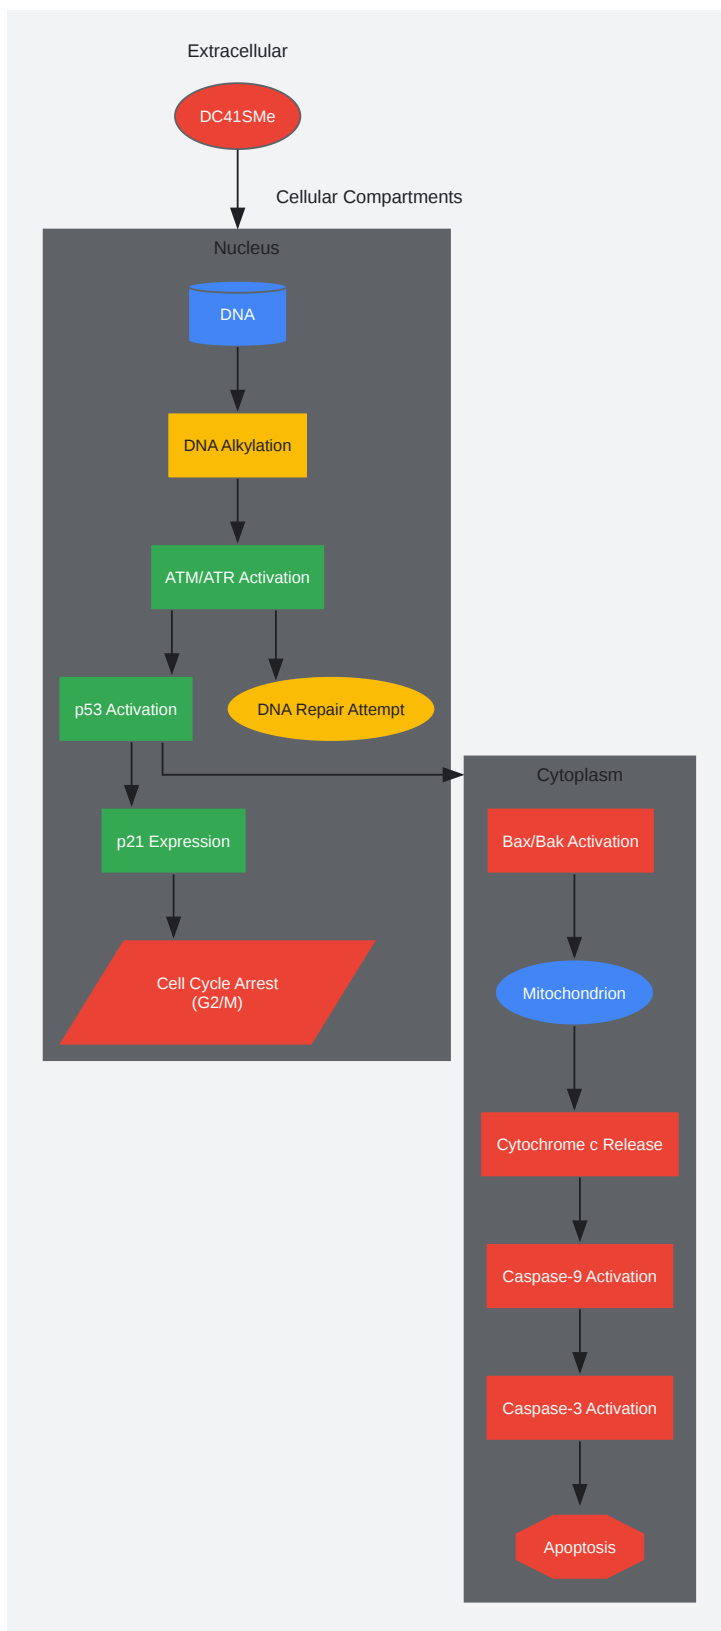 Extracellular
DC41SMe
Cellular Compartments
Nucleus
DNA
DNA Alkylation
ATM/ATR Activation
p53 Activation
DNA Repair Attempt
p21 Expression
Cell Cycle Arrest
(G2/M)
Cytoplasm
Bax/Bak Activation
Mitochondrion
Cytochrome c Release
Caspase-9 Activation
Caspase-3 Activation
Apoptosis